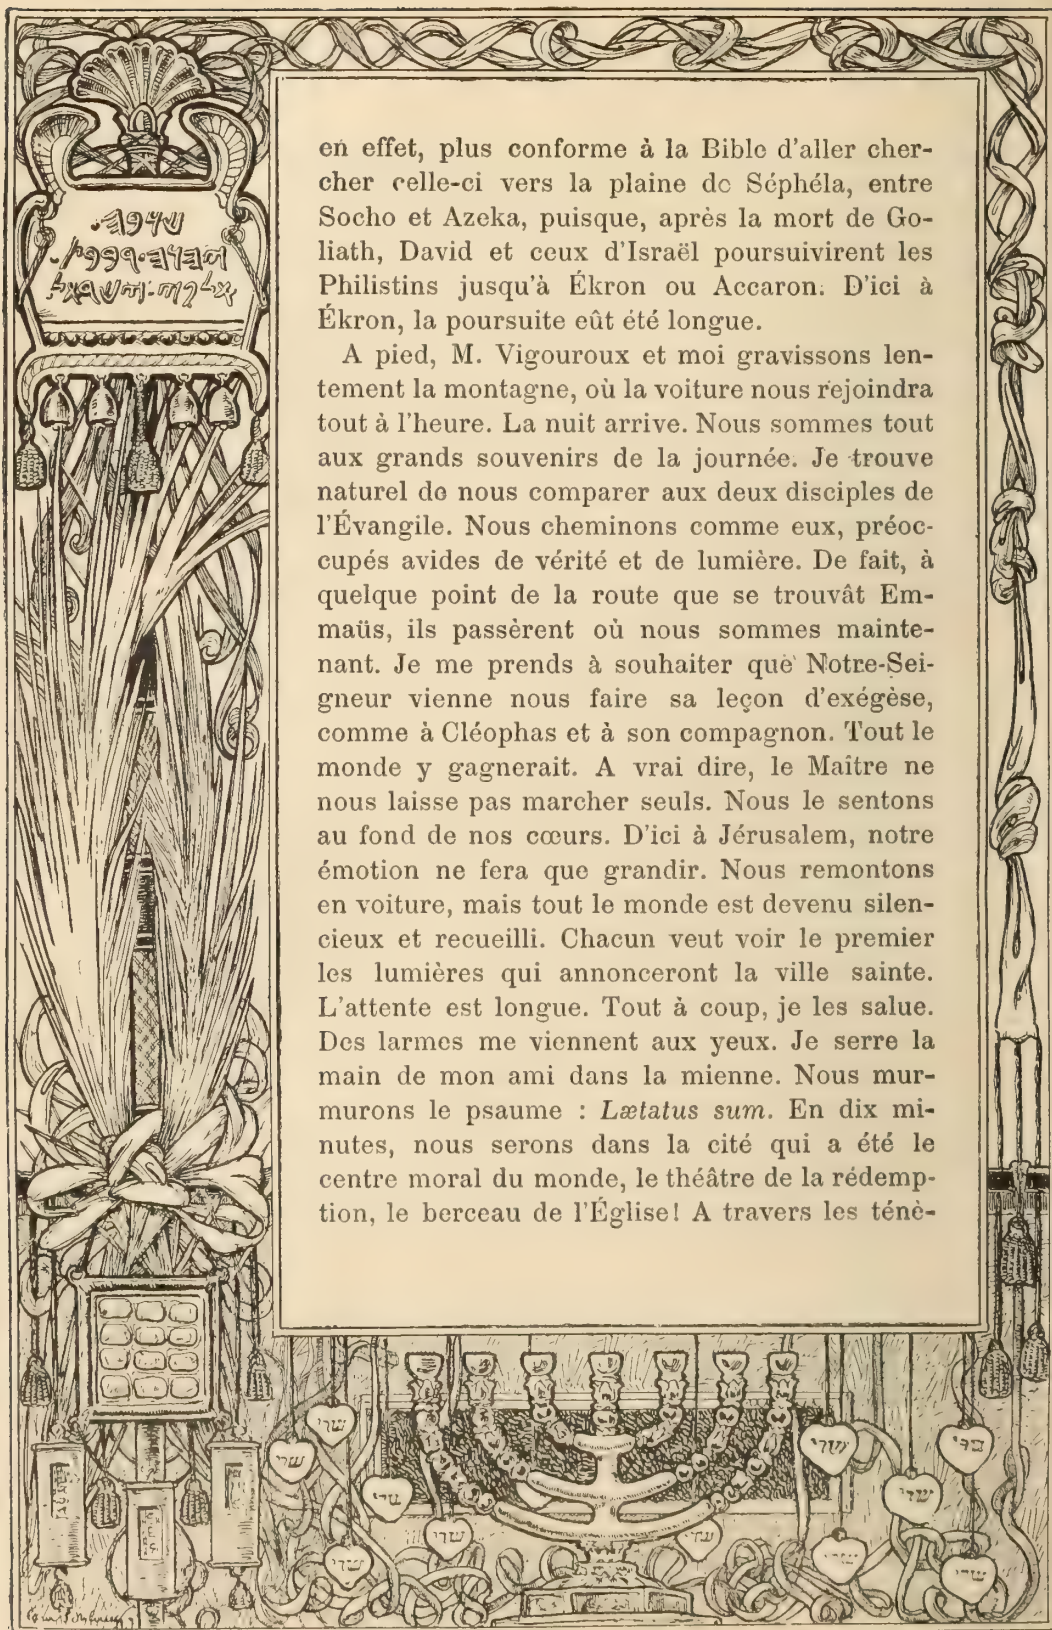 en effet, plus conforme à la Bible d'aller cher-
cher celle-ci vers la plaine de Séphéla, entre
Socho et Azeka, puisque, après la mort de Go-
liath, David et ceux d'Israël poursuivirent les
Philistins jusqu'à Ékron ou Accaron. D'ici à
Ékron, la poursuite eût été longue.
A pied, M. Vigouroux et moi gravissons len-
tement la montagne, où la voiture nous rejoindra
tout à l'heure. La nuit arrive. Nous sommes tout
aux grands souvenirs de la journée. Je trouve
naturel de nous comparer aux deux disciples de
l'Évangile. Nous cheminons comme eux, préoc-
cupés avides de vérité et de lumière. De fait, à
quelque point de la route que se trouvât Em-
maüs, ils passèrent où nous sommes mainte-
nant. Je me prends à souhaiter que Notre-Sei-
gneur vienne nous faire sa leçon d'exégèse,
comme à Cléophas et à son compagnon. Tout le
monde y gagnerait. A vrai dire, le Maître ne
nous laisse pas marcher seuls. Nous le sentons
au fond de nos cœurs. D'ici à Jérusalem, notre
émotion ne fera que grandir. Nous remontons
en voiture, mais tout le monde est devenu silen-
cieux et recueilli. Chacun veut voir le premier
les lumières qui annonceront la ville sainte.
L'attente est longue. Tout à coup, je les salue.
Des larmes me viennent aux yeux. Je serre la
main de mon ami dans la mienne. Nous mur-
murons le psaume : Lætatus sum. En dix mi-
nutes, nous serons dans la cité qui a été le
centre moral du monde, le théâtre de la rédemp-
tion, le berceau de l'Église! A travers les ténè-